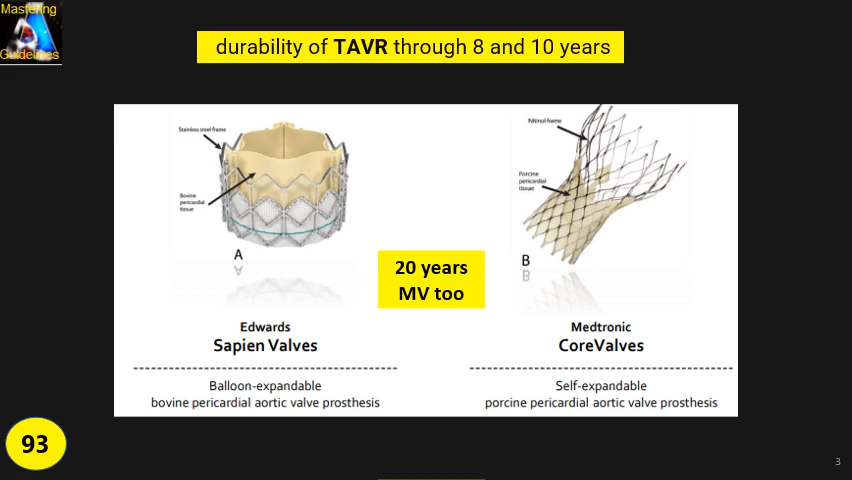 Mastering
Guidelines
durability of TAVR through 8 and 10 years
Stainless steel frame
Bovine
pericardial
tissue
A
Nitinol frame
Porcine
pericardial
tissue
B
20 years
MV too
Edwards
Sapien Valves
Balloon-expandable
bovine pericardial aortic valve prosthesis
Medtronic
CoreValves
Self-expandable
porcine pericardial aortic valve prosthesis
93
3